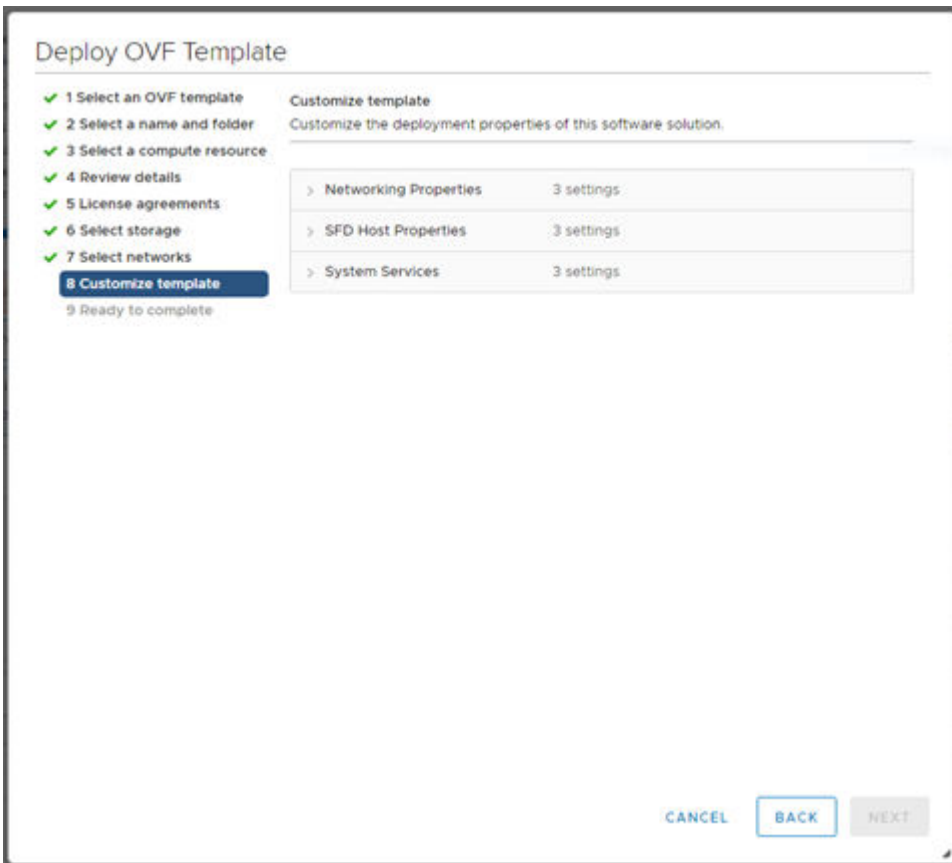 Deploy OVF Template
1 Select an OVF template
2 Select a name and folder
3 Select a compute resource
4 Review details
5 License agreements
6 Select storage
7 Select networks
8 Customize template
9 Ready to complete
Customize template
Customize the deployment properties of this software solution.
Networking Properties 3 settings
SFD Host Properties 3 settings
System Services 3 settings
CANCEL BACK NEXT